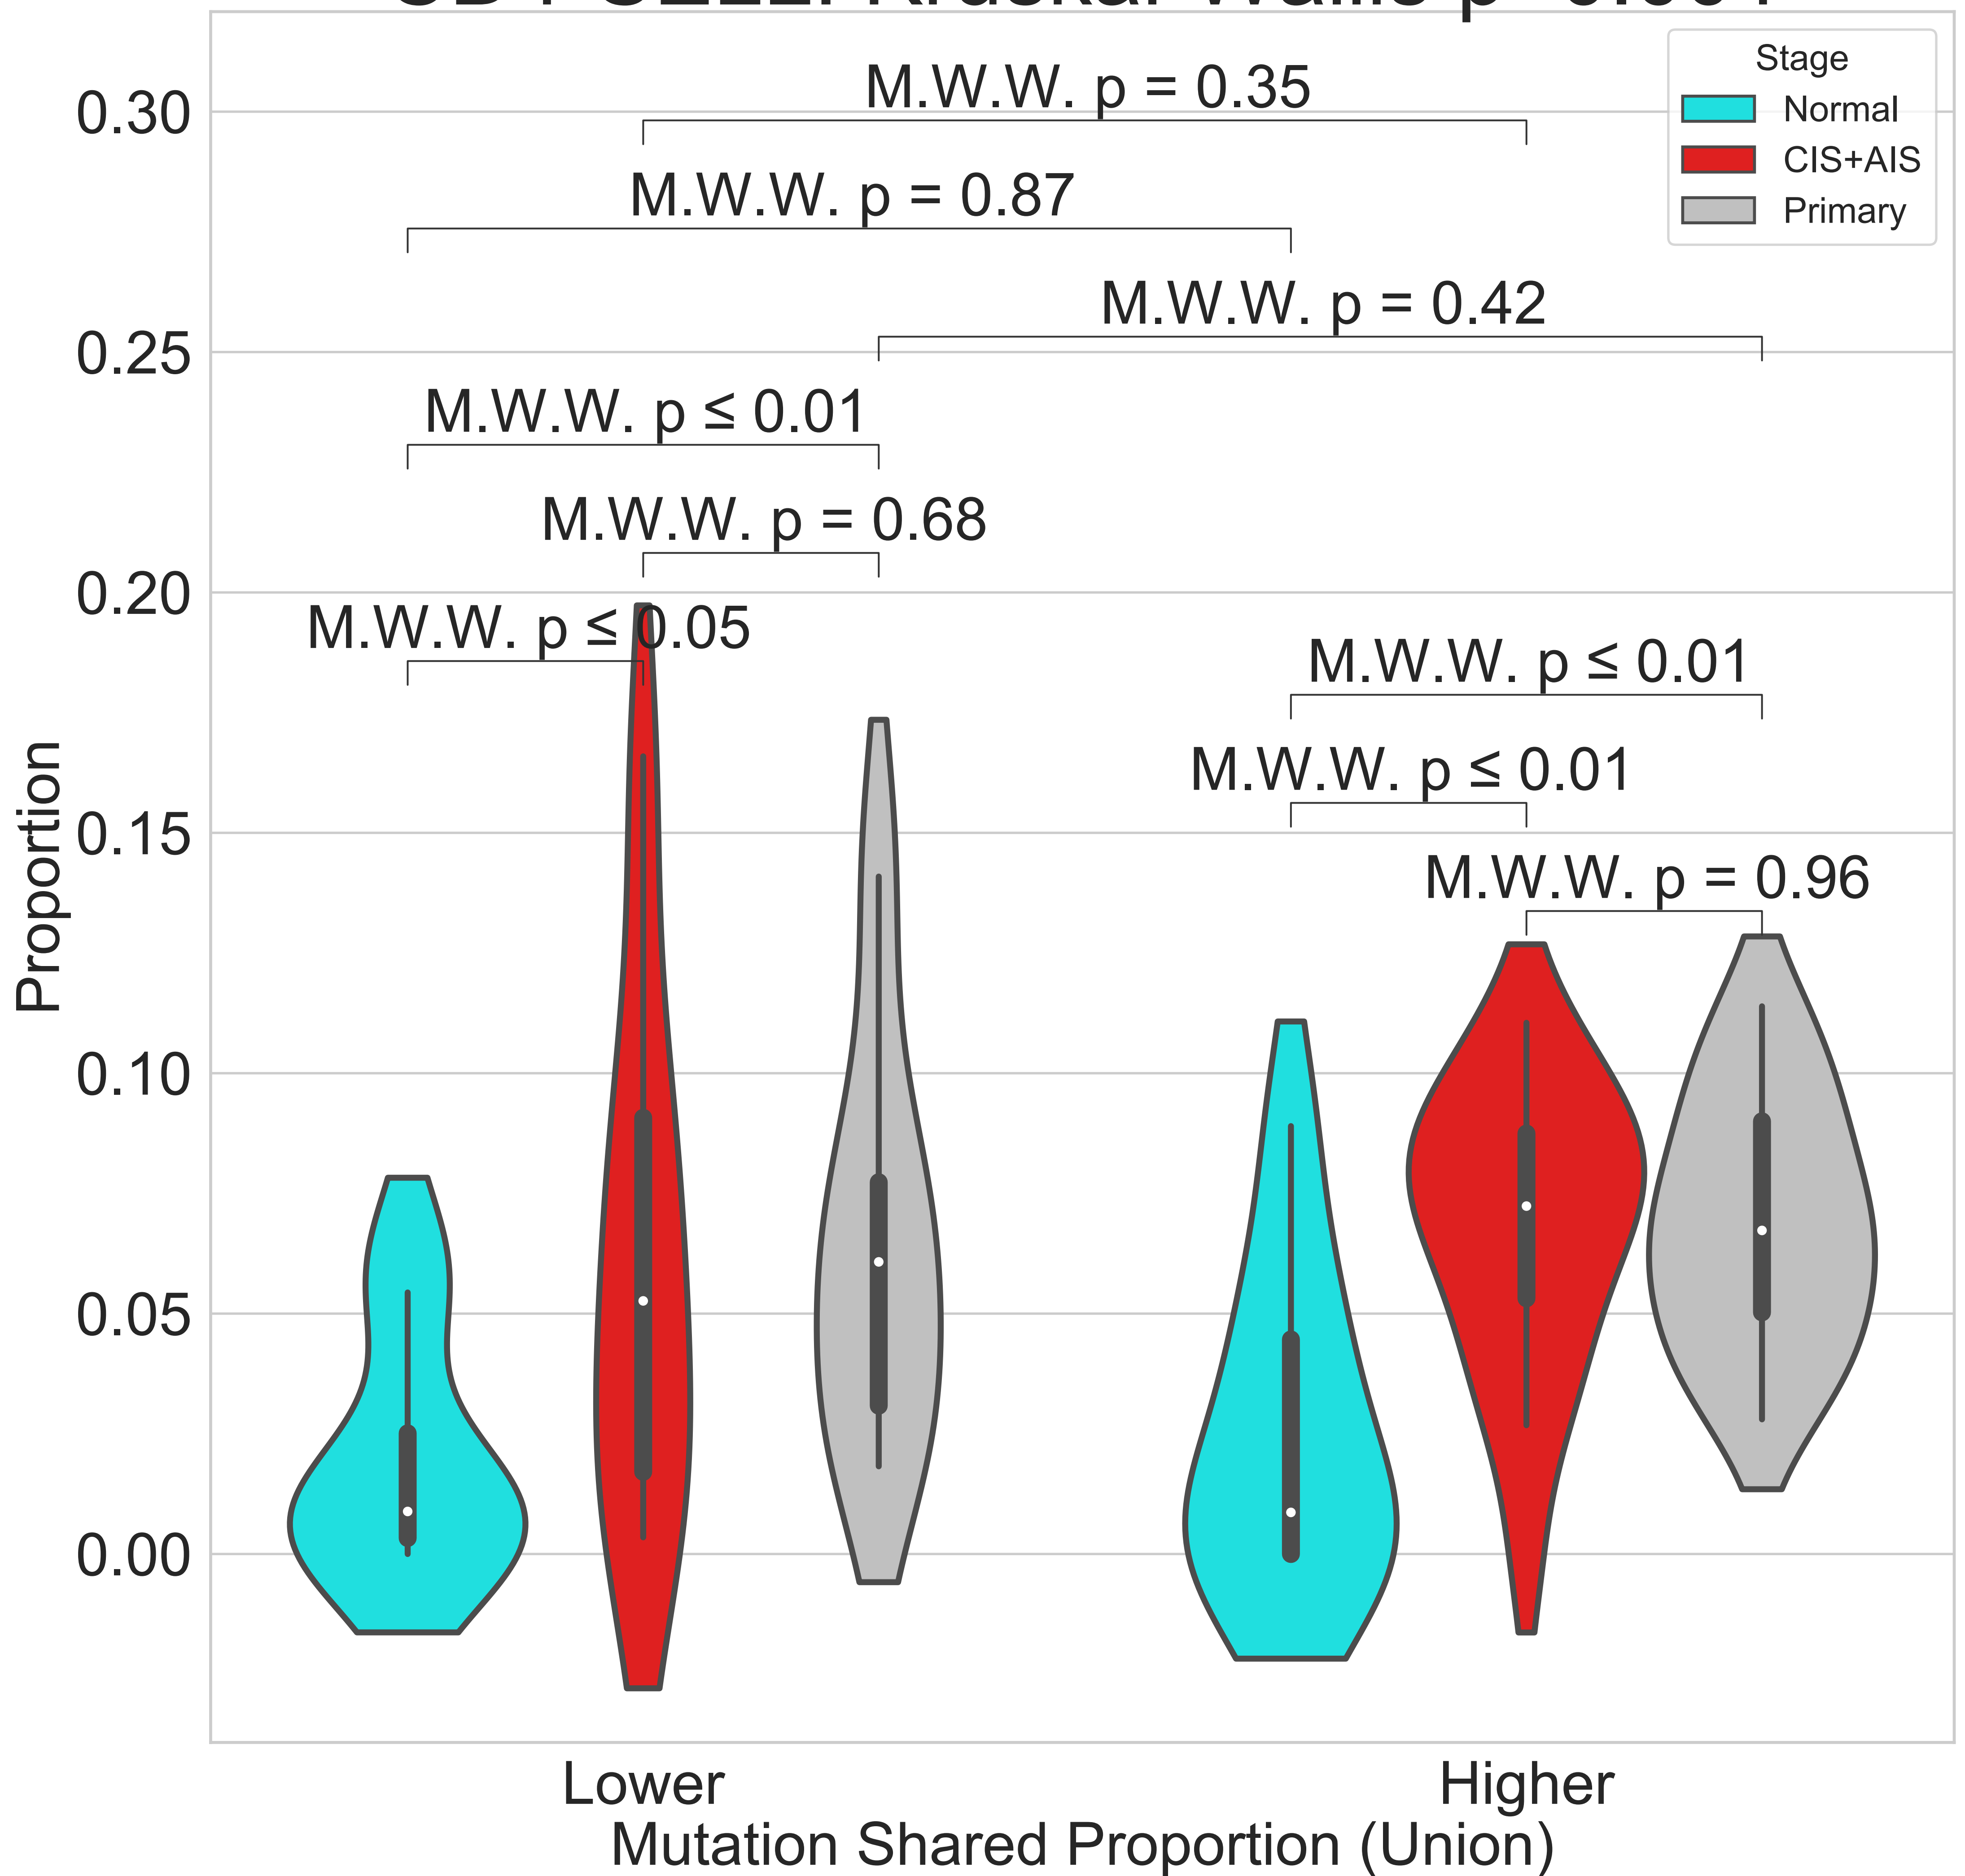 Stage
Normal
CIS+AIS
Primary
M.W.W. p = 0.35
M.W.W. p = 0.87
M.W.W. p = 0.42
M.W.W. p ≤ 0.01
M.W.W. p = 0.68
M.W.W. p ≤ 0.05
M.W.W. p ≤ 0.01
M.W.W. p ≤ 0.01
M.W.W. p = 0.96
0.30
0.25
0.20
0.15
0.10
0.05
0.00
Proportion
Lower
Higher
Mutation Shared Proportion (Union)